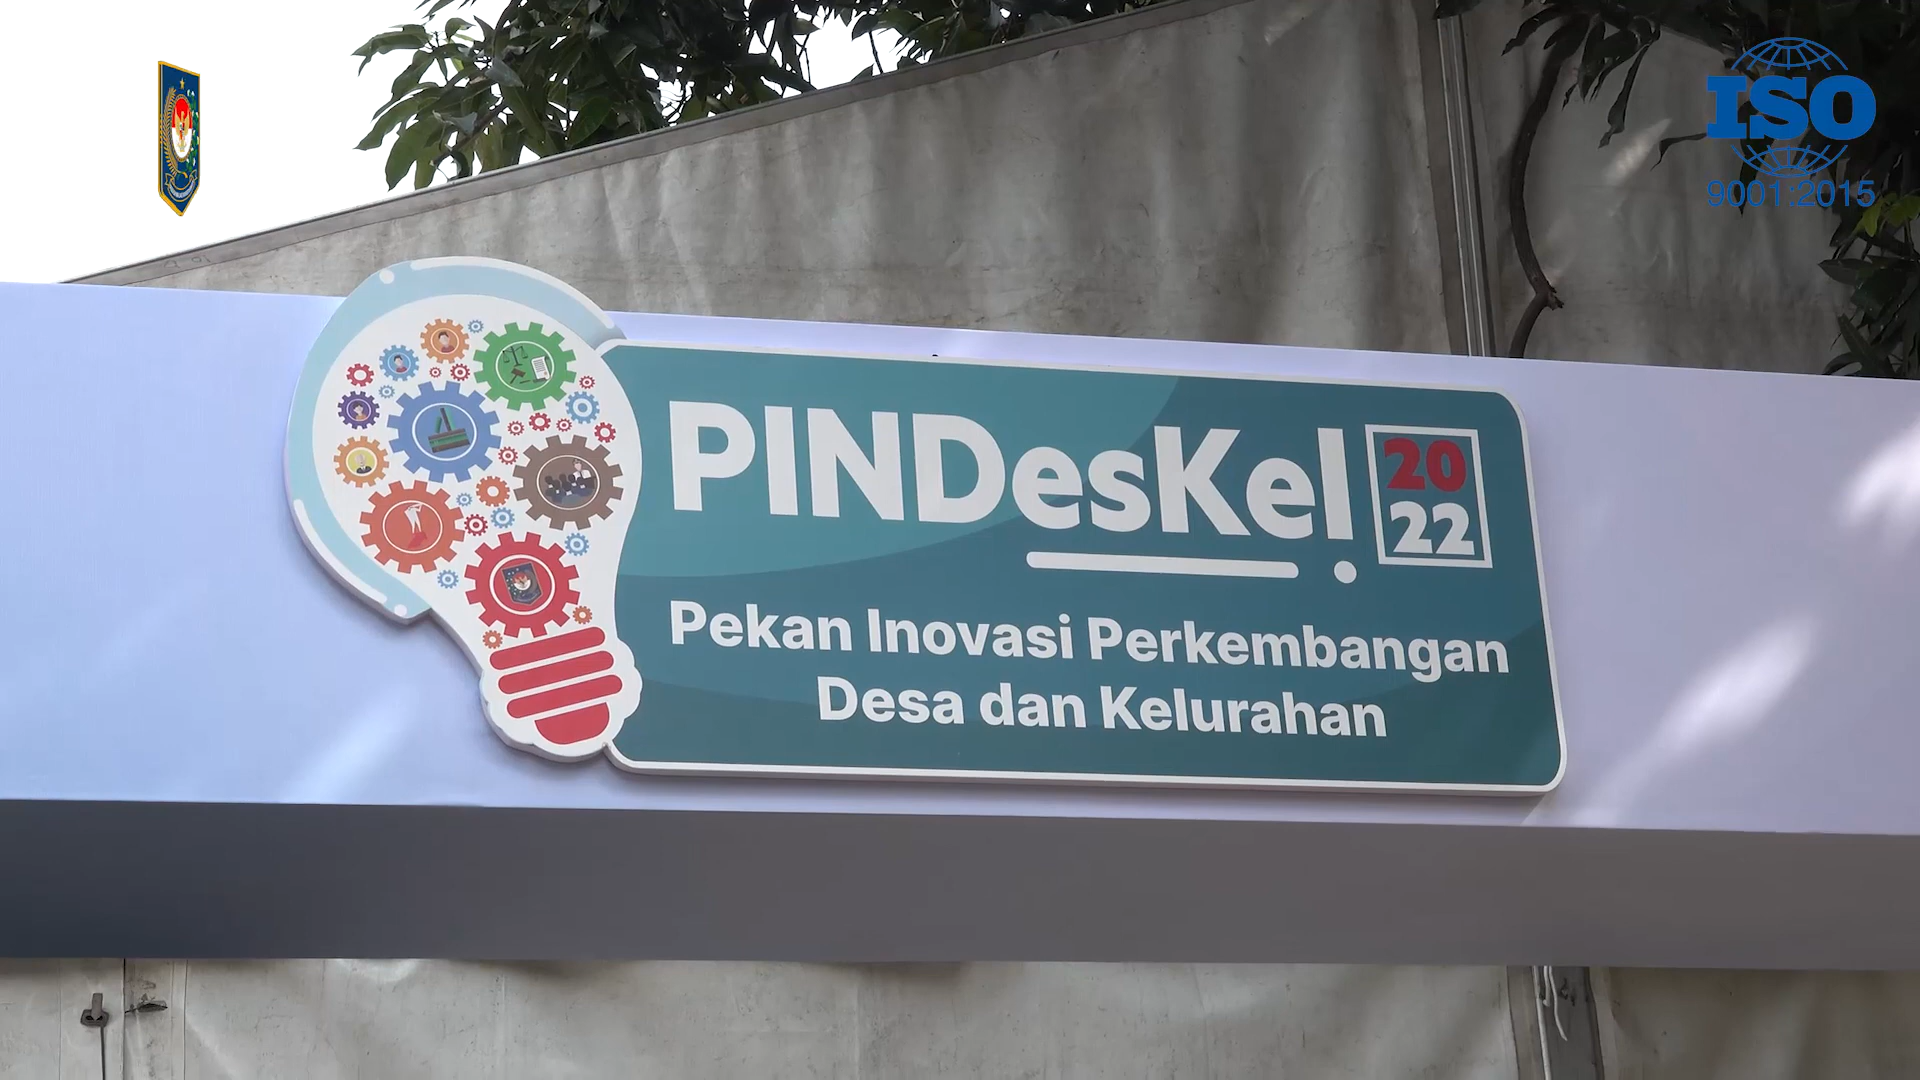 ISO
9001:2015
PINDesKel
20
22
Pekan Inovasi Perkembangan
Desa dan Kelurahan